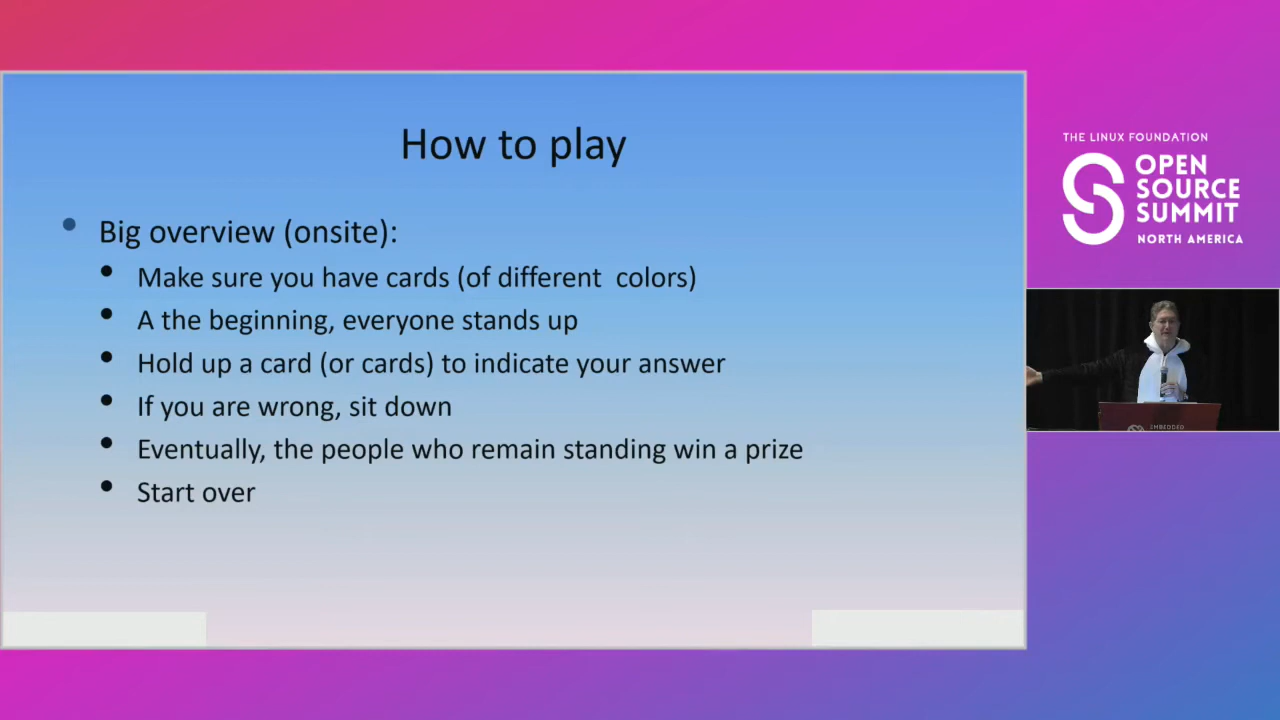 How to play
Big overview (onsite):
Make sure you have cards (of different  colors)
A the beginning, everyone stands up
Hold up a card (or cards) to indicate your answer
If you are wrong, sit down
Eventually, the people who remain standing win a prize
Start over
THE LINUX FOUNDATION
OPEN
SOURCE
SUMMIT
NORTH AMERICA
EMBEDDED